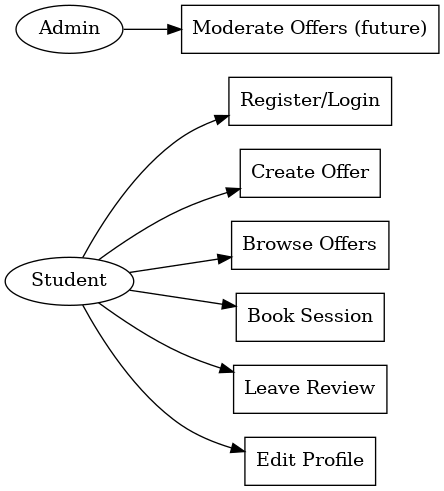 Admin
Moderate Offers (future)
Register/Login
Create Offer
Browse Offers
Student
Book Session
Leave Review
Edit Profile